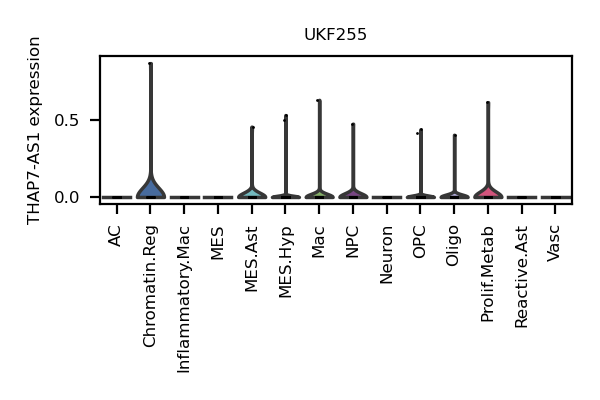 UKF255
THAP7-AS1 expression
0.5
0.0
AC
Chromatin.Reg
Inflammatory.Mac
MES
MES.Ast
MES.Hyp
Mac
NPC
Neuron
OPC
Oligo
Prolif.Metab
Reactive.Ast
Vasc